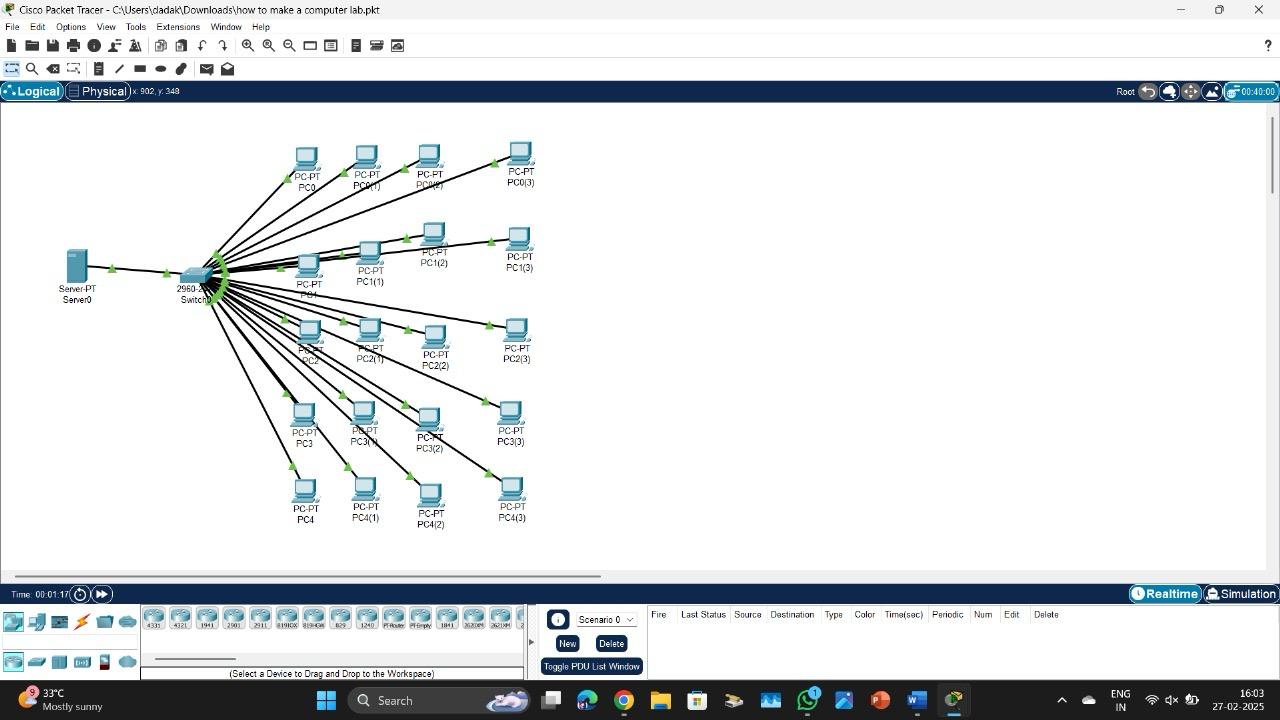 Cisco Packet Tracer - C:\Users\dadak\Downloads\how to make a computer lab.pkt
File Edit Options View Tools Extensions Window Help
Logical Physical x: 902, y: 348 Root 00:40:00
PC-PT
PC0
PC-PT
PC0(1)
PC-PT
PC0(2)
PC-PT
PC0(3)
PC-PT
PC1
PC-PT
PC1(1)
PC-PT
PC1(2)
PC-PT
PC1(3)
Server-PT
Server0
Switch0
PC-PT
PC2
PC-PT
PC2(1)
PC-PT
PC2(2)
PC-PT
PC2(3)
PC-PT
PC3
PC-PT
PC3(1)
PC-PT
PC3(2)
PC-PT
PC3(3)
PC-PT
PC4
PC-PT
PC4(1)
PC-PT
PC4(2)
PC-PT
PC4(3)
Time: 00:01:17 Realtime Simulation
4331 4321 1941 2901 2911 819IOX 819HGW 829 1240 PT-Router PT-Empty 1841 2620XM 2621XM
(Select a Device to Drag and Drop to the Workspace)
Scenario 0
New Delete
Toggle PDU List Window
Fire Last Status Source Destination Type Color Time(sec) Periodic Num Edit Delete
9 33°C
Mostly sunny
Search
1
ENG
IN
16:03
27-02-2025